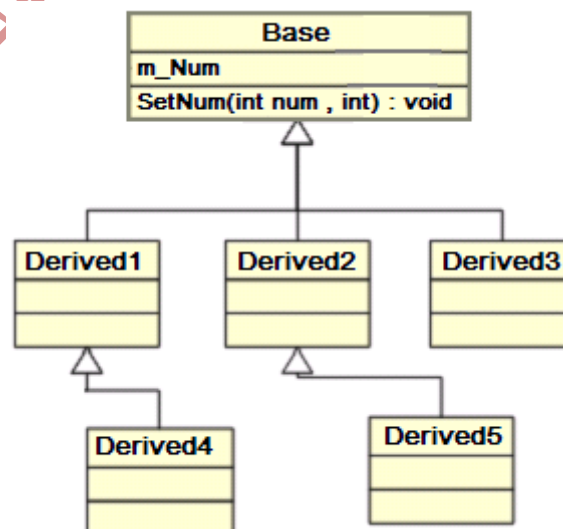 Base
m_Num
SetNum(int num , int) : void
Derived1
Derived2
Derived3
Derived4
Derived5